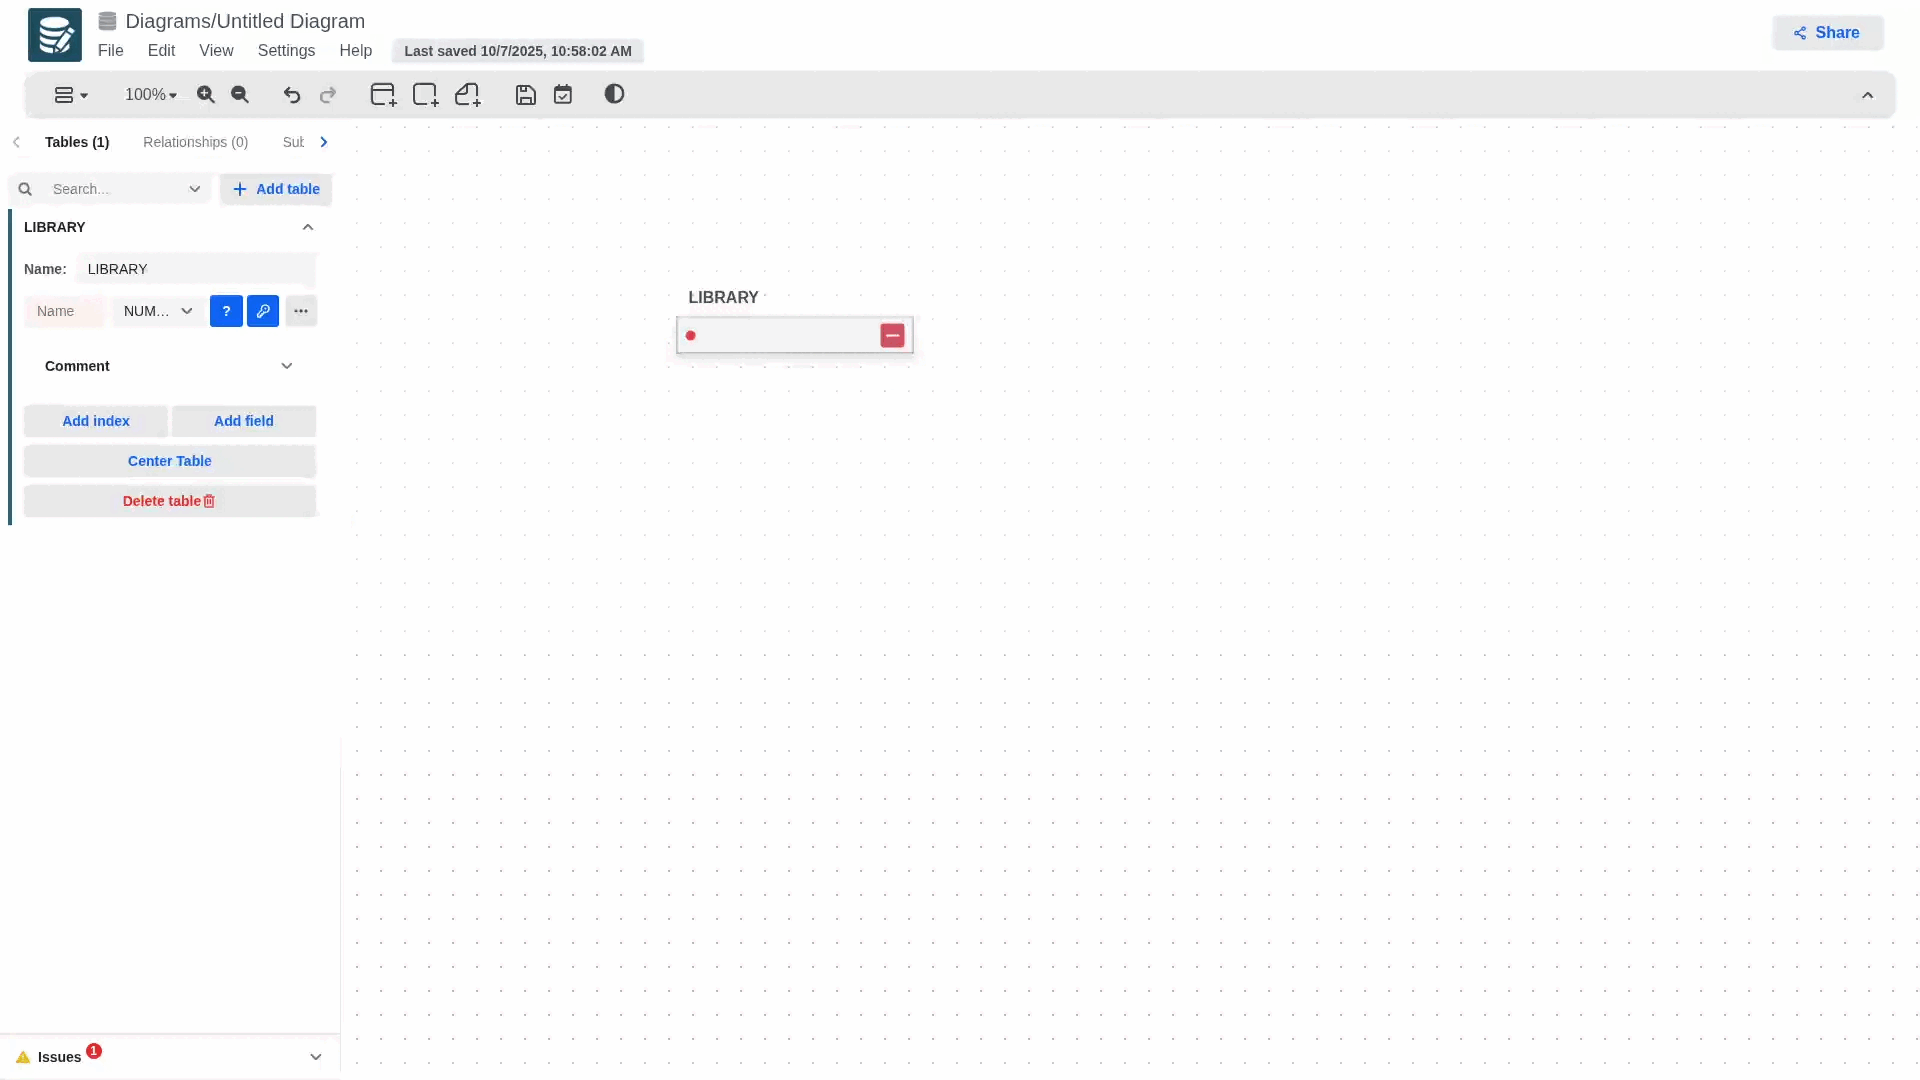 Diagrams/Untitled Diagram
File Edit View Settings Help Last saved 10/7/2025, 10:58:02 AM
Share
100%
Tables (1) Relationships (0) Sub
Search... Add table
LIBRARY
Name: LIBRARY
Name NUM... ?
Comment
Add index Add field
Center Table
Delete table
LIBRARY
Issues 1